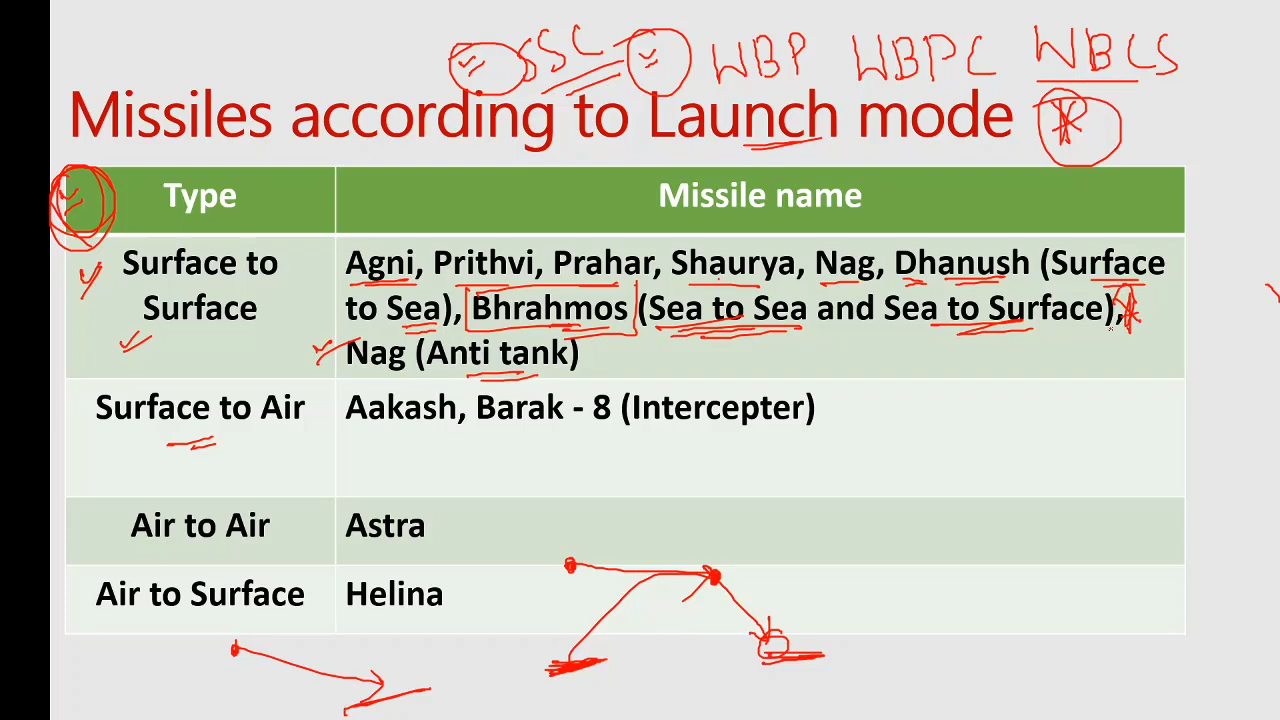 SSC WBP WBPC WBCS
Missiles according to Launch mode
Type Missile name
Surface to Surface Agni, Prithvi, Prahar, Shaurya, Nag, Dhanush (Surface
to Sea), Bhrahmos (Sea to Sea and Sea to Surface),
Nag (Anti tank)
Surface to Air Aakash, Barak - 8 (Intercepter)
Air to Air Astra
Air to Surface Helina